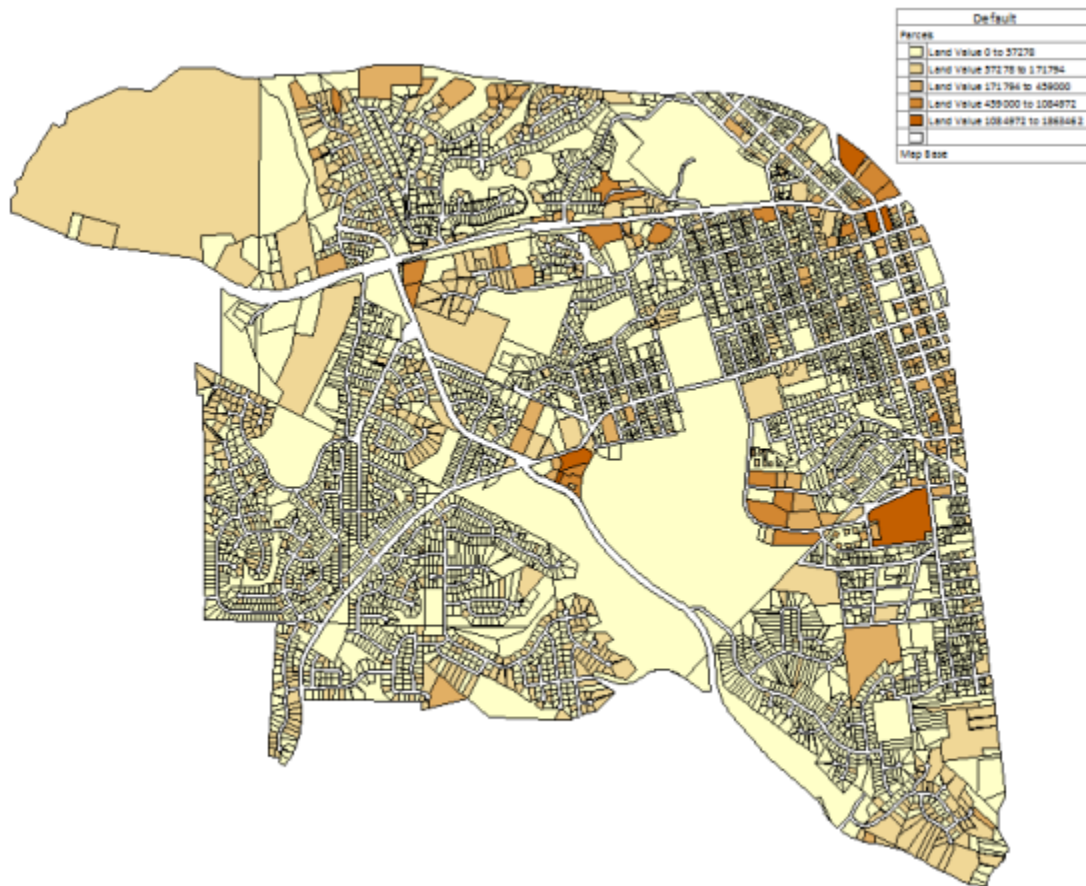 Default
Parcels
Land Value 0 to 57278
Land Value 57278 to 171794
Land Value 171794 to 459000
Land Value 459000 to 1084972
Land Value 1084972 to 1863462
Map Base